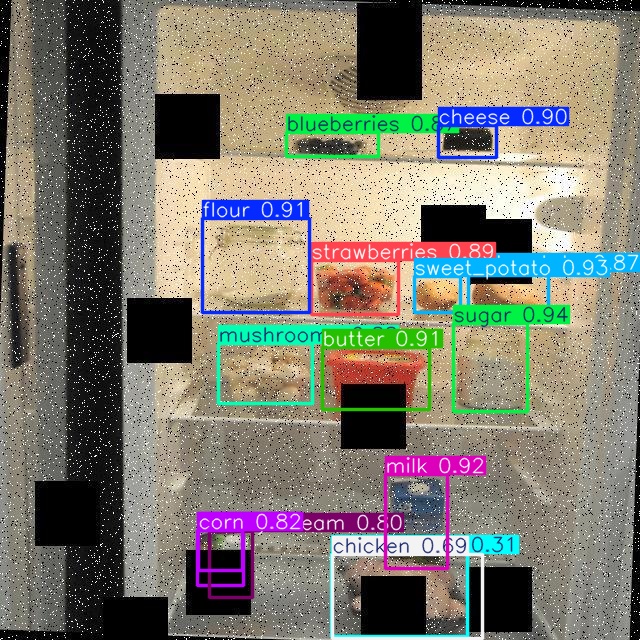 cheese 0.90
blueberries 0.8
flour 0.91
strawberries 0.89
sweet_potato 0.93
87
sugar 0.94
mushroom
butter 0.91
milk 0.92
corn 0.82
eam 0.80
chicken 0.69
0.31